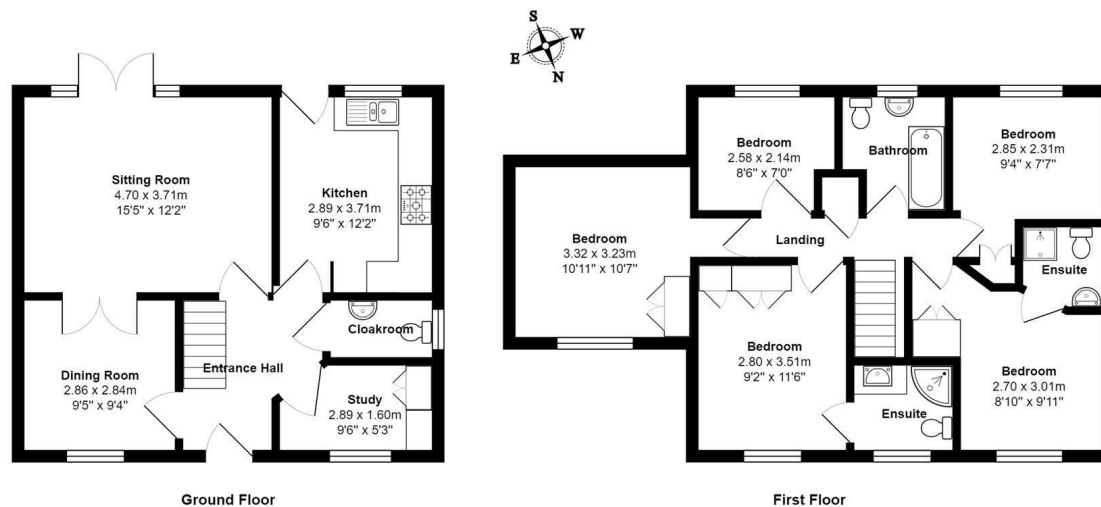 S
W
E
N
Sitting Room
4.70 x 3.71m
15'5" x 12'2"
Kitchen
2.89 x 3.71m
9'6" x 12'2"
Cloakroom
Entrance Hall
Dining Room
2.86 x 2.84m
9'5" x 9'4"
Study
2.89 x 1.60m
9'6" x 5'3"
Ground Floor
Bedroom
2.58 x 2.14m
8'6" x 7'0"
Bathroom
Bedroom
2.85 x 2.31m
9'4" x 7'7"
Bedroom
3.32 x 3.23m
10'11" x 10'7"
Landing
Ensuite
Bedroom
2.80 x 3.51m
9'2" x 11'6"
Ensuite
Bedroom
2.70 x 3.01m
8'10" x 9'11"
First Floor